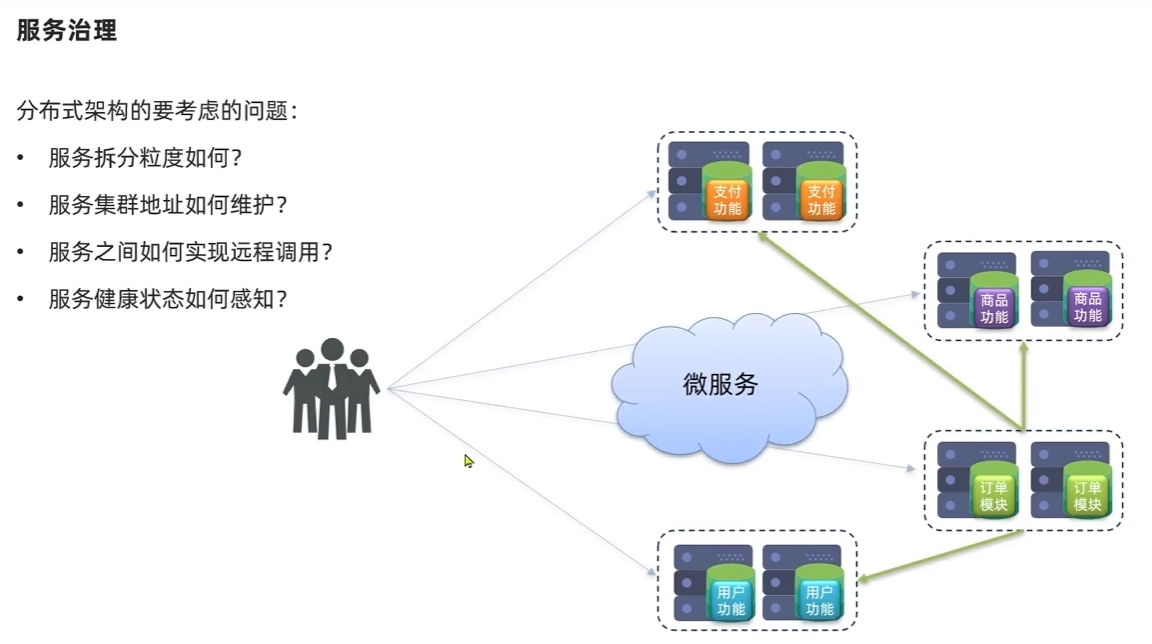 服务治理
分布式架构的要考虑的问题：
• 服务拆分粒度如何？
• 服务集群地址如何维护？
• 服务之间如何实现远程调用？
• 服务健康状态如何感知？
支付
功能
支付
功能
商品
功能
商品
功能
微服务
订单
模块
订单
模块
用户
功能
用户
功能